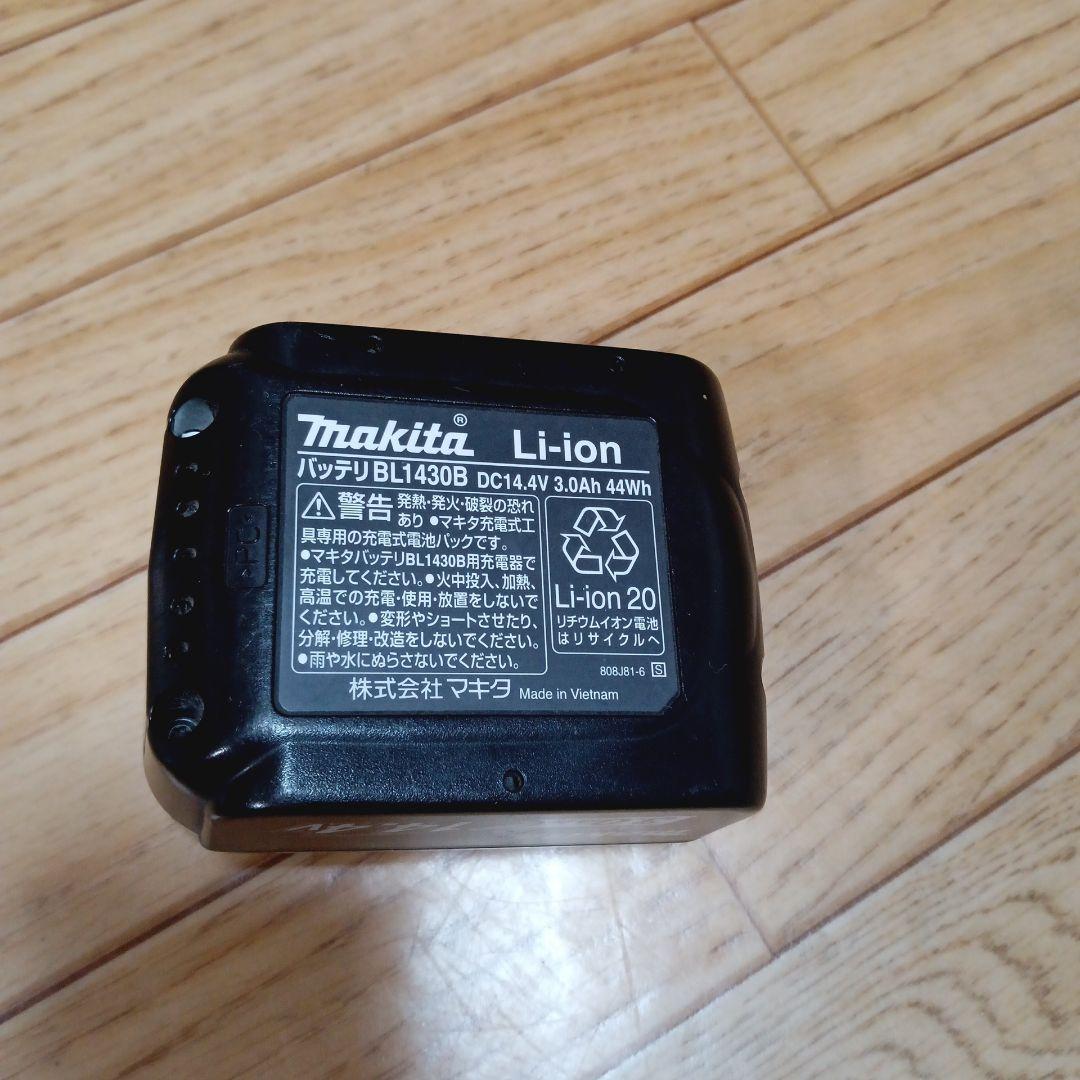 makita® Li-ion
バッテリ BL1430B DC14.4V 3.0Ah 44Wh
警告 発熱・発火・破裂の恐れ
あり ●マキタ充電式工
具専用の充電式電池パックです。
●マキタバッテリBL1430B用充電器で
充電してください。●火中投入、加熱、
高温での充電・使用・放置をしないで
ください。●変形やショートさせたり、
分解・修理・改造をしないでください。
●雨や水にぬらさないでください。
Li-ion 20
リチウムイオン電池
はリサイクルへ
808J81-6 S
株式会社 マキタ Made in Vietnam
14.4V